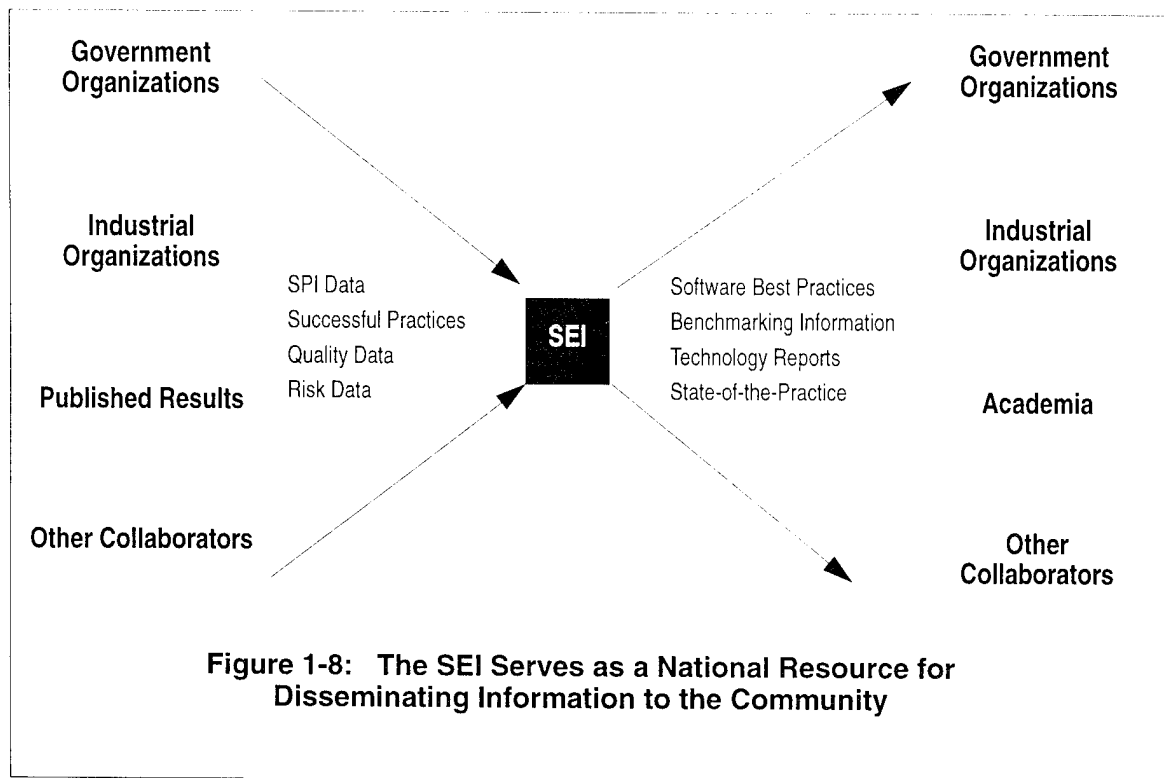 Government
Organizations
Industrial
Organizations
Published Results
Other Collaborators
SPI Data
Successful Practices
Quality Data
Risk Data
SEI
Software Best Practices
Benchmarking Information
Technology Reports
State-of-the-Practice
Government
Organizations
Industrial
Organizations
Academia
Other
Collaborators
Figure 1-8: The SEI Serves as a National Resource for
Disseminating Information to the Community